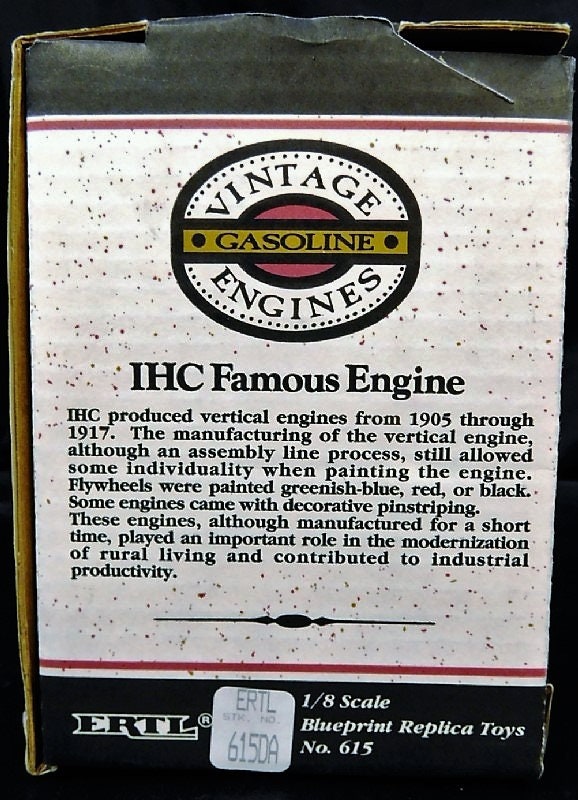 VINTAGE
• GASOLINE •
ENGINES
IHC Famous Engine
IHC produced vertical engines from 1905 through
1917. The manufacturing of the vertical engine,
although an assembly line process, still allowed
some individuality when painting the engine.
Flywheels were painted greenish-blue, red, or black.
Some engines came with decorative pinstriping.
These engines, although manufactured for a short
time, played an important role in the modernization
of rural living and contributed to industrial
productivity.
ERTL®
ERTL
STK. NO.
615DA
1/8 Scale
Blueprint Replica Toys
No. 615